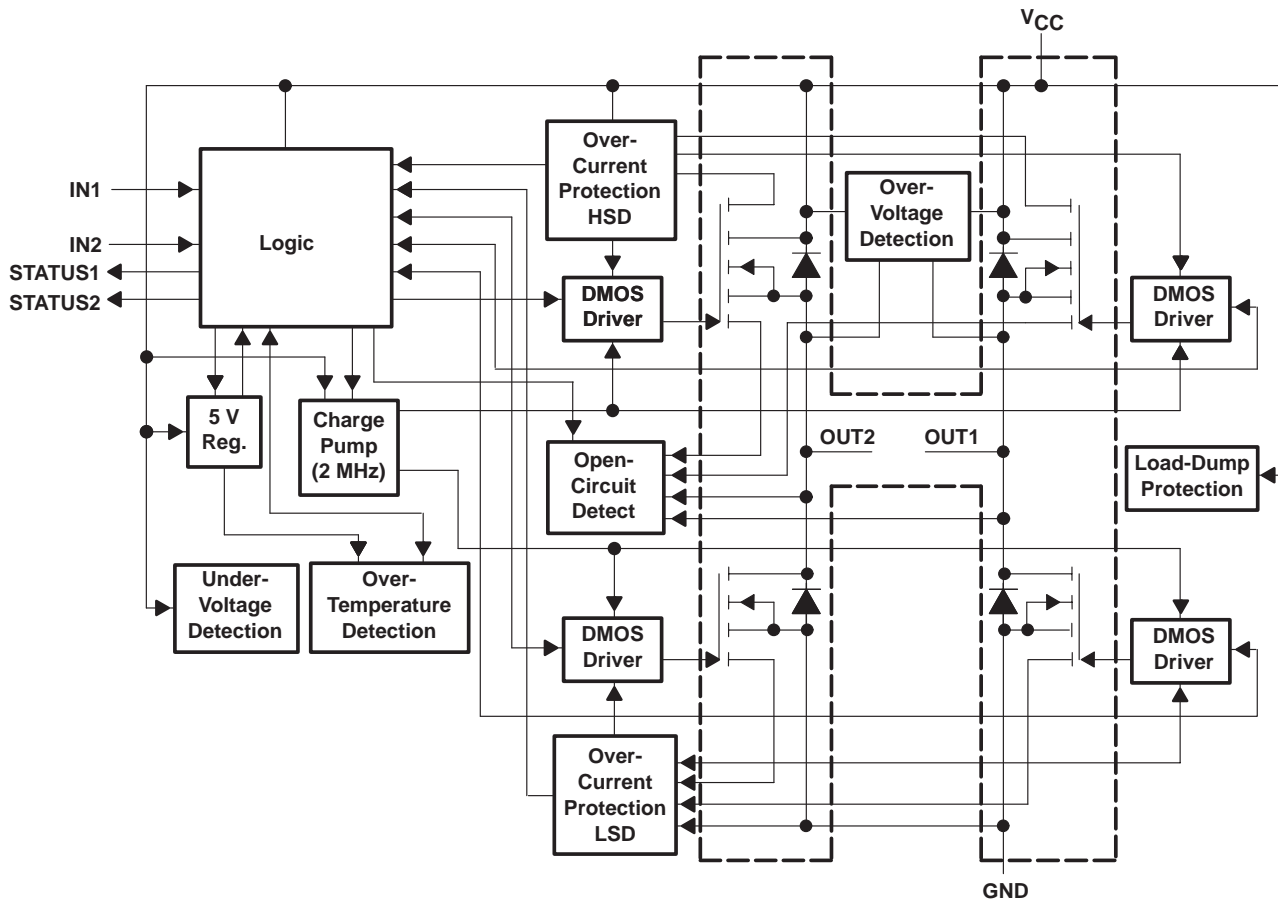 VCC
Over-
Current
Protection
HSD
IN1
IN2
STATUS1
STATUS2
Logic
Over-
Voltage
Detection
DMOS
Driver
DMOS
Driver
5 V
Reg.
Charge
Pump
(2 MHz)
OUT2
OUT1
Open-
Circuit
Detect
Load-Dump
Protection
Under-
Voltage
Detection
Over-
Temperature
Detection
DMOS
Driver
DMOS
Driver
Over-
Current
Protection
LSD
GND